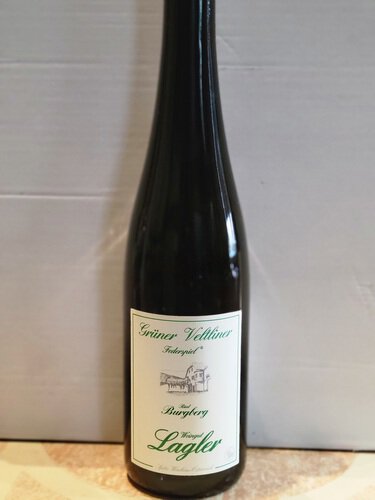 Grüner Veltliner
Federspiel®
Ried
Burgberg
Weingut
Lagler